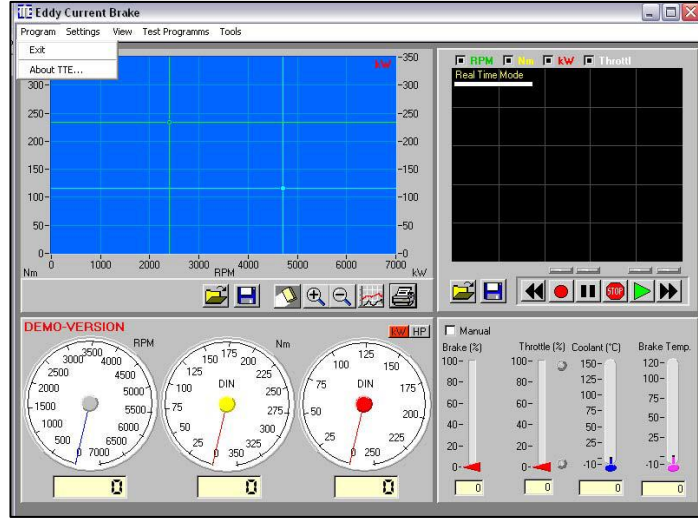 TTE Eddy Current Brake
Program Settings View Test Programms Tools
Exit
About TTE...
kW
350
300 300
250 250
200 200
150 150
100 100
50 50
0 0
Nm 0 1000 2000 3000 4000 5000 6000 7000 kW
RPM
RPM Nm kW Throttl
Real Time Mode
STOP
DEMO-VERSION
KW HP
RPM
0 500 1000 1500 2000 2500 3000 3500 4000 4500 5000 5500 6000 6500 7000
0
Nm
DIN
0 25 50 75 100 125 150 175 200 225 250 275 300 325 350
0
DIN
0 25 50 75 100 125 150 175 200 225 250
0
Manual
Brake (%) Throttle (%) Coolant (°C) Brake Temp.
100 100 150 120
80 80 125 100
60 60 100 75
40 40 75 50
20 20 50 25
0 0 25 -10
-10
0 0 0 0